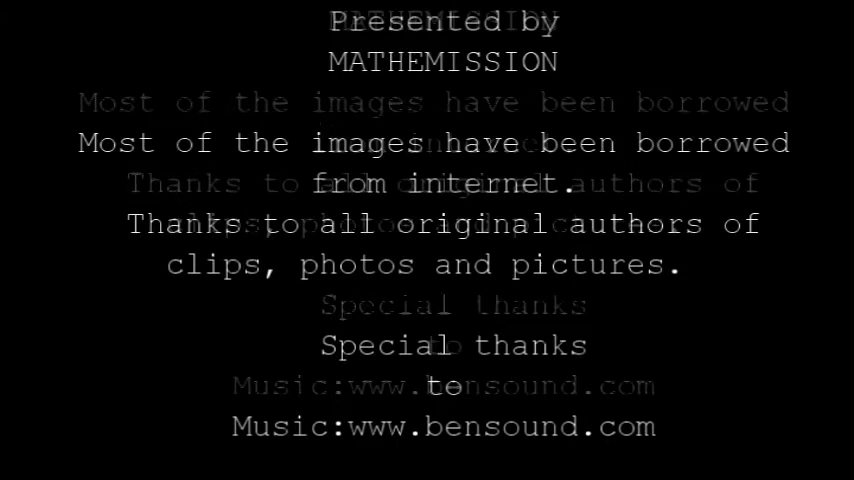 Presented by
MATHEMISSION
Most of the images have been borrowed
from internet.
Thanks to all original authors of
clips, photos and pictures.
Special thanks
to
Music:www.bensound.com